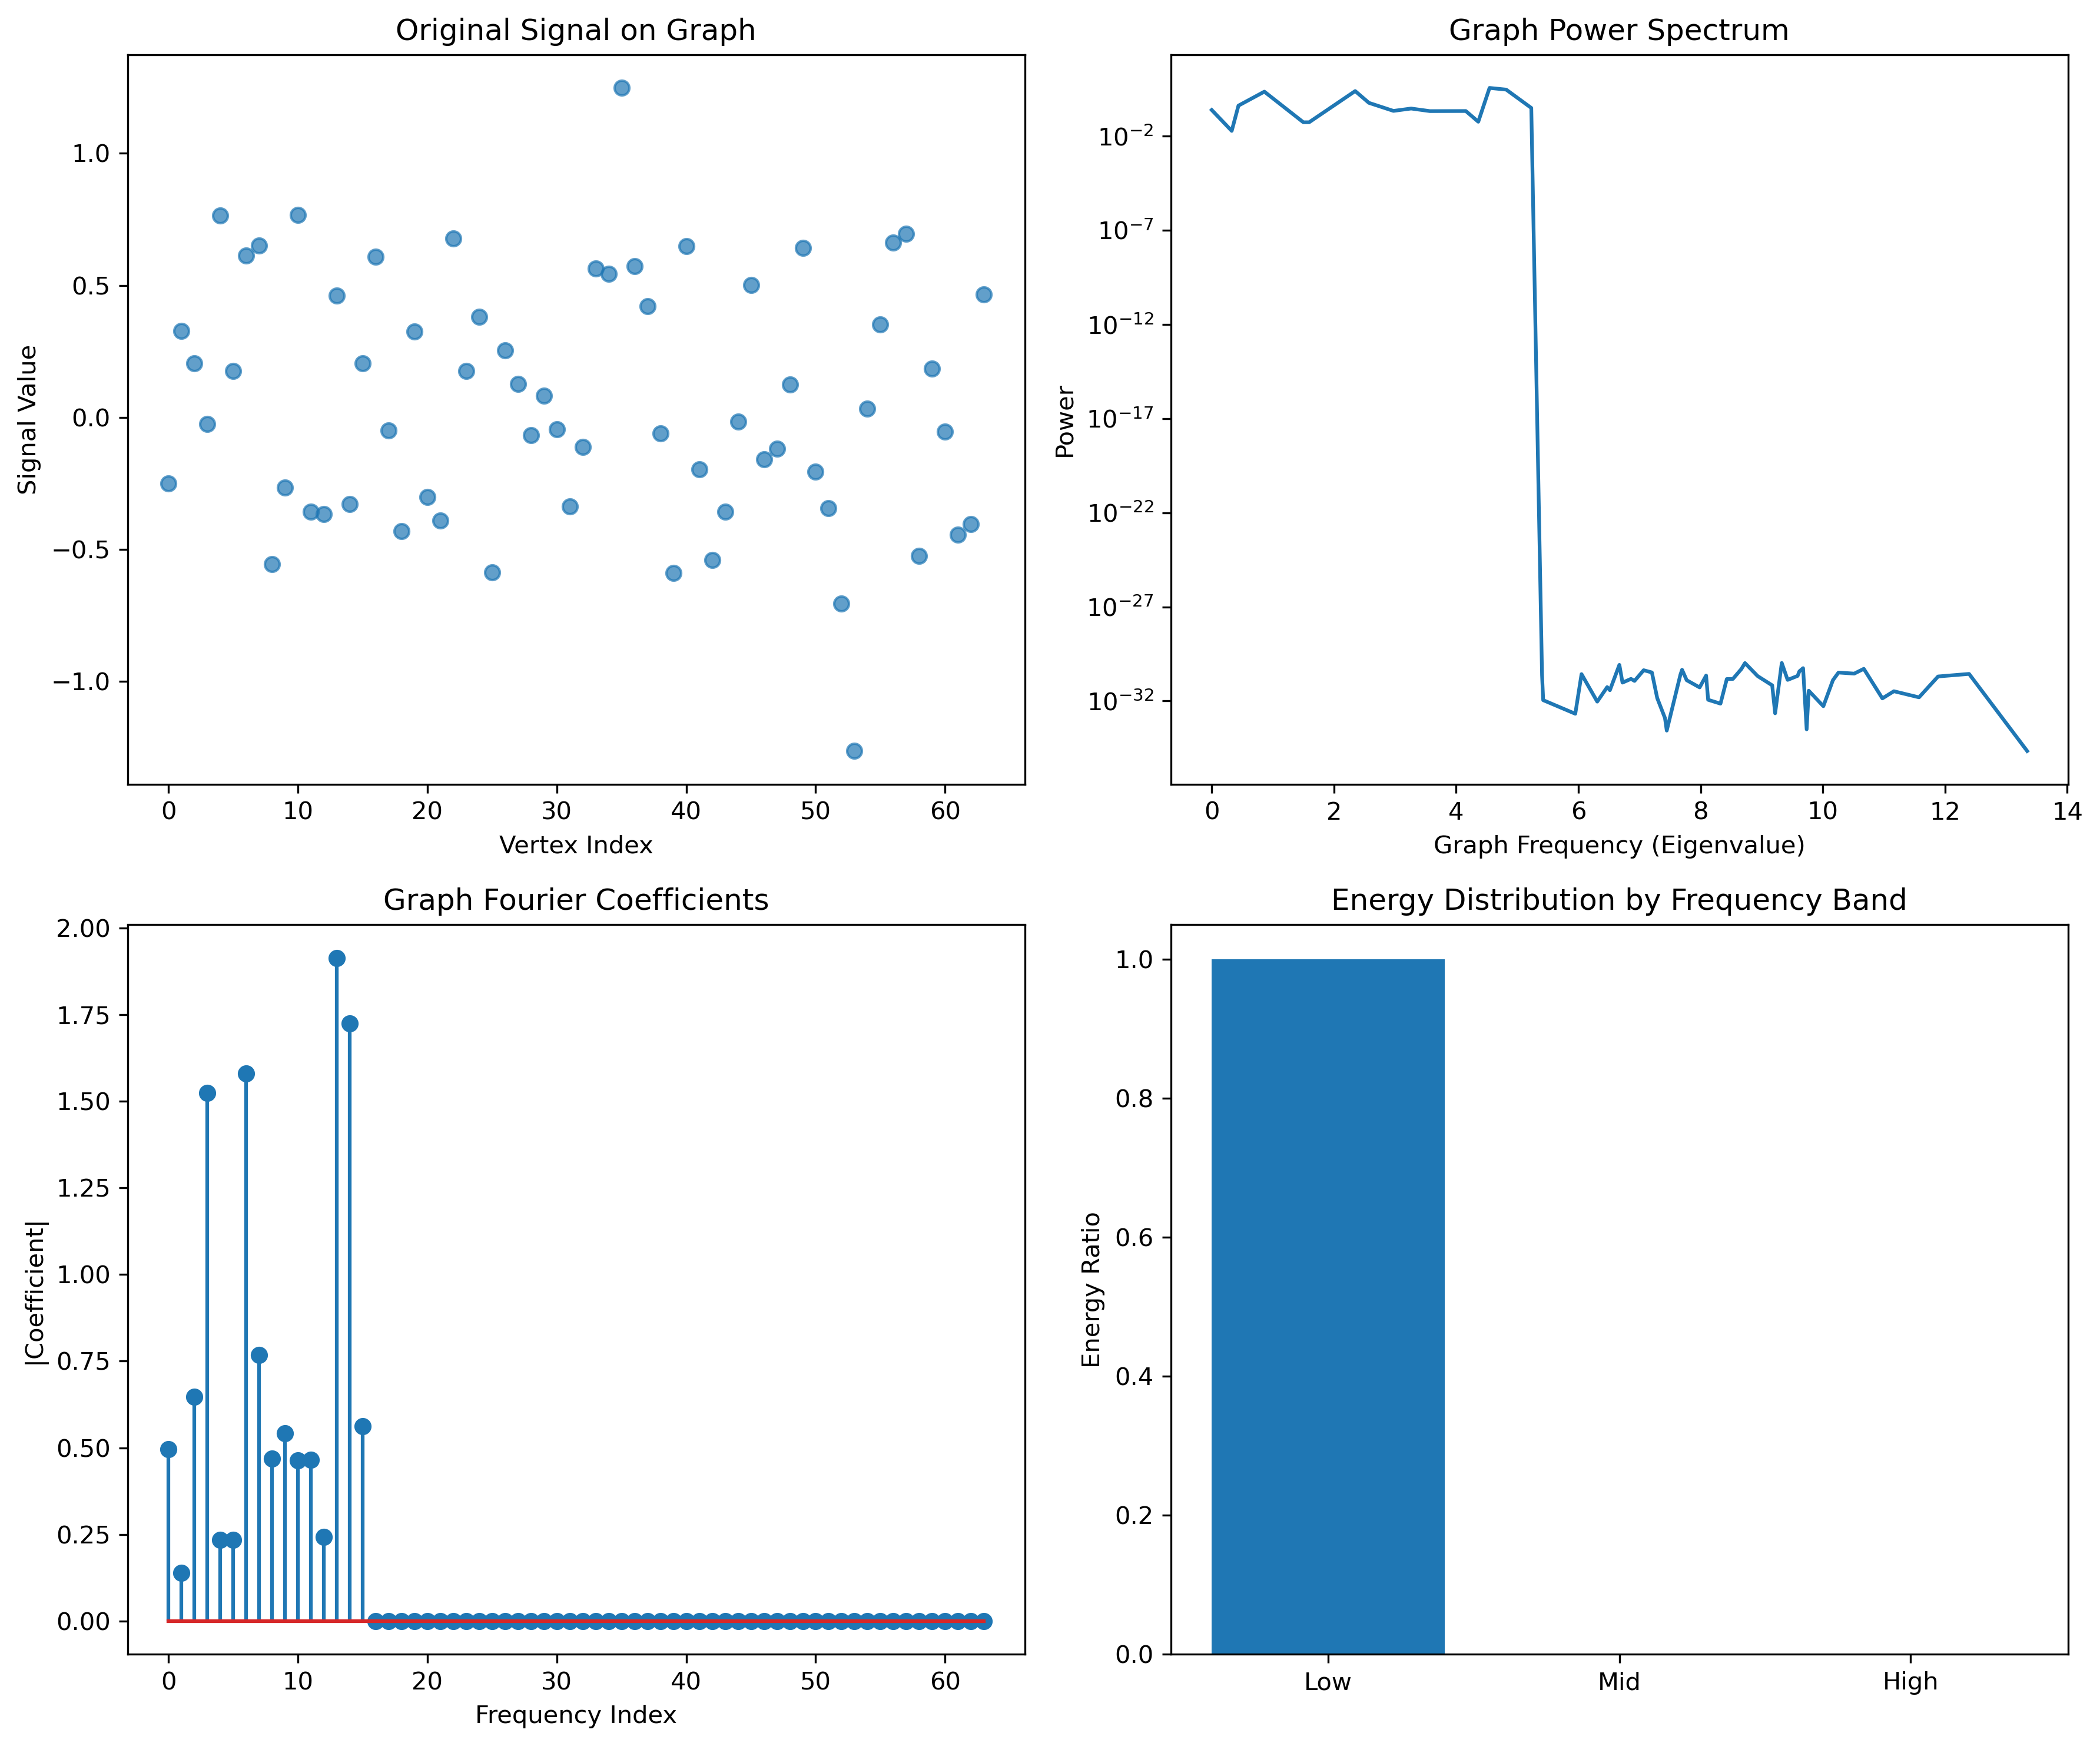 Original Signal on Graph
Signal Value
1.0
0.5
0.0
−0.5
−1.0
0 10 20 30 40 50 60
Vertex Index
Graph Power Spectrum
Power
10⁻²
10⁻⁷
10⁻¹²
10⁻¹⁷
10⁻²²
10⁻²⁷
10⁻³²
0 2 4 6 8 10 12 14
Graph Frequency (Eigenvalue)
Graph Fourier Coefficients
|Coefficient|
2.00
1.75
1.50
1.25
1.00
0.75
0.50
0.25
0.00
0 10 20 30 40 50 60
Frequency Index
Energy Distribution by Frequency Band
Energy Ratio
1.0
0.8
0.6
0.4
0.2
0.0
Low Mid High